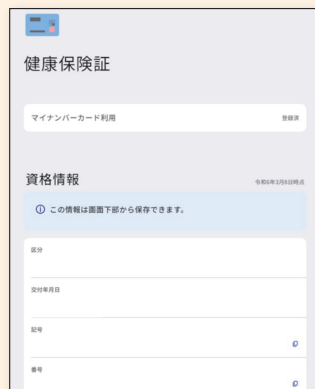 健康保険証
マイナンバーカード利用
登録済
資格情報
令和6年3月6日時点
この情報は画面下部から保存できます。
区分
交付年月日
記号
番号